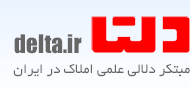 delta.ir دلتا
مبتکر دلالی علمی املاک در ایران